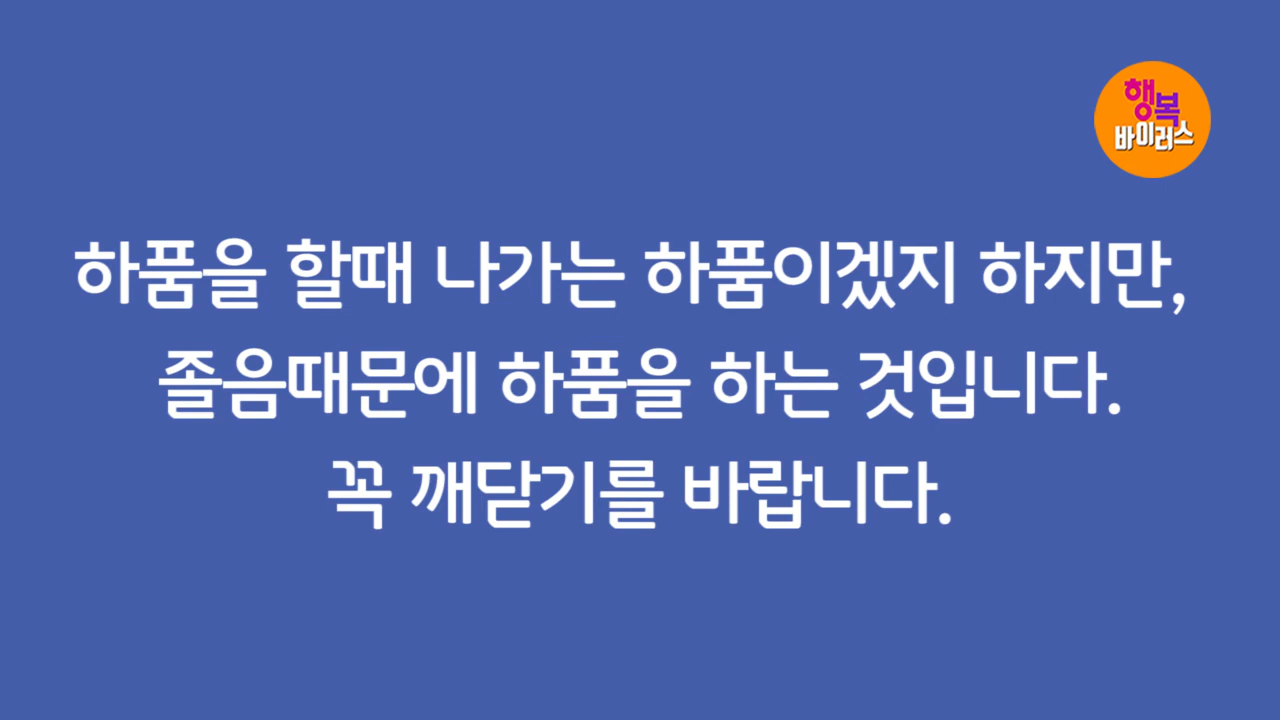 행복
바이러스
하품을 할때 나가는 하품이겠지 하지만,
졸음때문에 하품을 하는 것입니다.
꼭 깨닫기를 바랍니다.